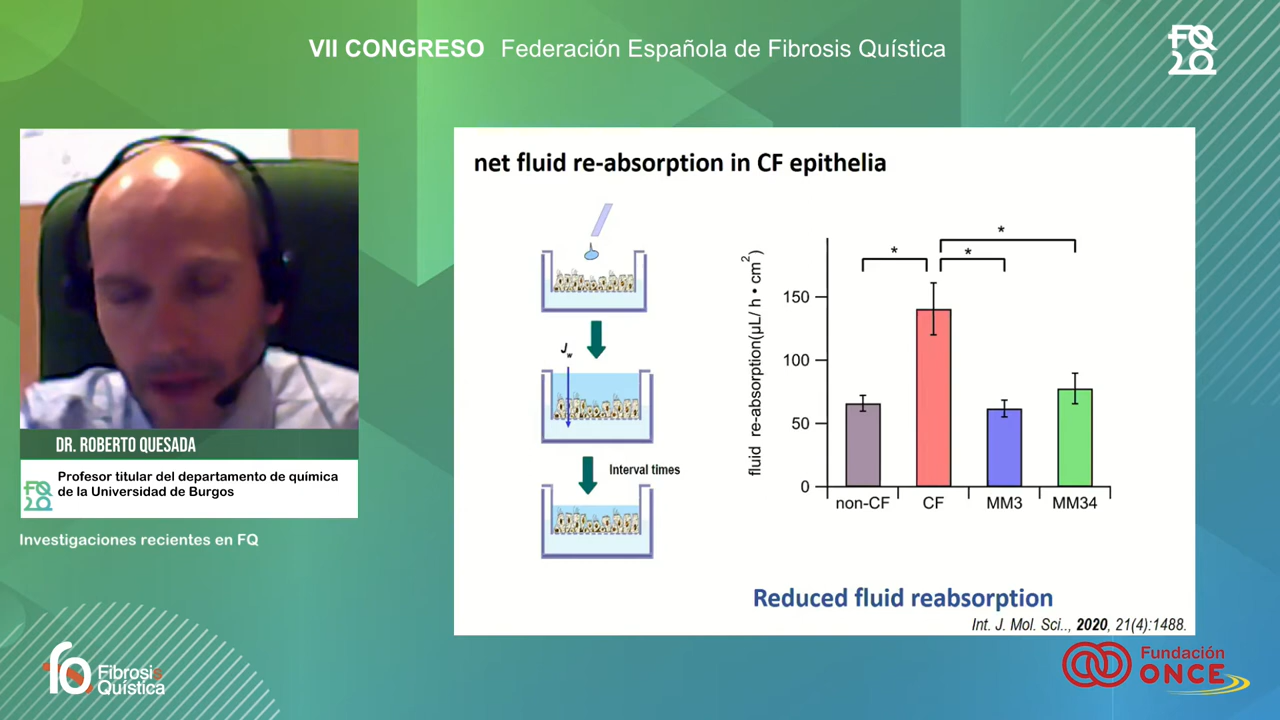 VII CONGRESO Federación Española de Fibrosis Quística
FQ
20
DR. ROBERTO QUESADA
FQ
20
Profesor titular del departamento de química
de la Universidad de Burgos
Investigaciones recientes en FQ
net fluid re-absorption in CF epithelia
Jw
Interval times
fluid re-absorption(µL/ h • cm2)
150
100
50
0
* * *
non-CF CF MM3 MM34
Reduced fluid reabsorption
Int. J. Mol. Sci.., 2020, 21(4):1488.
fq Fibrosis
Quística
Fundación
ONCE